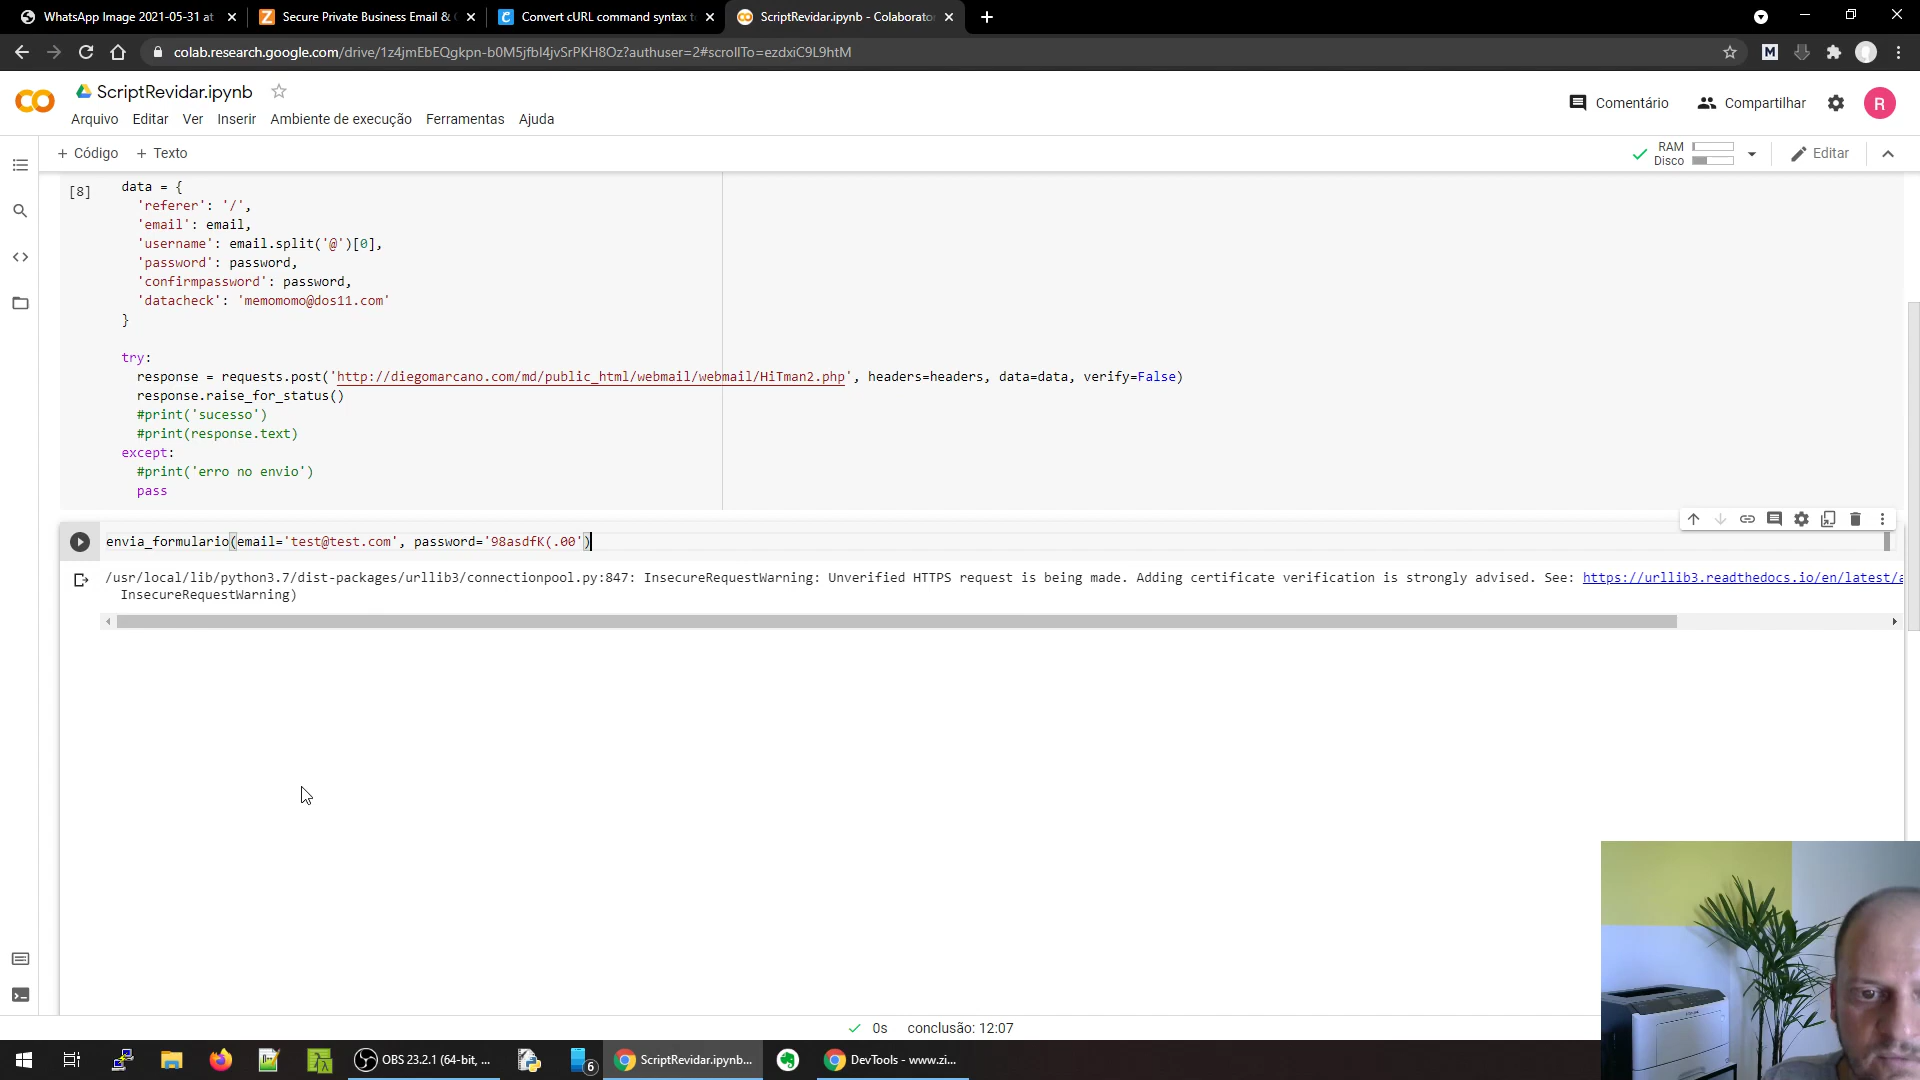 WhatsApp Image 2021-05-31 at
Secure Private Business Email &
Convert cURL command syntax t
ScriptRevidar.ipynb - Colaborato
colab.research.google.com/drive/1z4jmEbEQgkpn-b0M5jfbl4jvSrPKH8Oz?authuser=2#scrollTo=ezdxiC9L9htM
ScriptRevidar.ipynb
Comentário
Compartilhar
R
Arquivo Editar Ver Inserir Ambiente de execução Ferramentas Ajuda
+ Código + Texto
RAM
Disco
Editar
[8]
data = {
'referer': '/',
'email': email,
'username': email.split('@')[0],
'password': password,
'confirmpassword': password,
'datacheck': 'memomomo@dos11.com'
}
try:
response = requests.post('http://diegomarcano.com/md/public_html/webmail/webmail/HiTman2.php', headers=headers, data=data, verify=False)
response.raise_for_status()
#print('sucesso')
#print(response.text)
except:
#print('erro no envio')
pass
envia_formulario(email='test@test.com', password='98asdfK(.00')
/usr/local/lib/python3.7/dist-packages/urllib3/connectionpool.py:847: InsecureRequestWarning: Unverified HTTPS request is being made. Adding certificate verification is strongly advised. See: https://urllib3.readthedocs.io/en/latest/a
InsecureRequestWarning)
0s conclusão: 12:07
OBS 23.2.1 (64-bit, ...
6
ScriptRevidar.ipynb...
DevTools - www.zi...